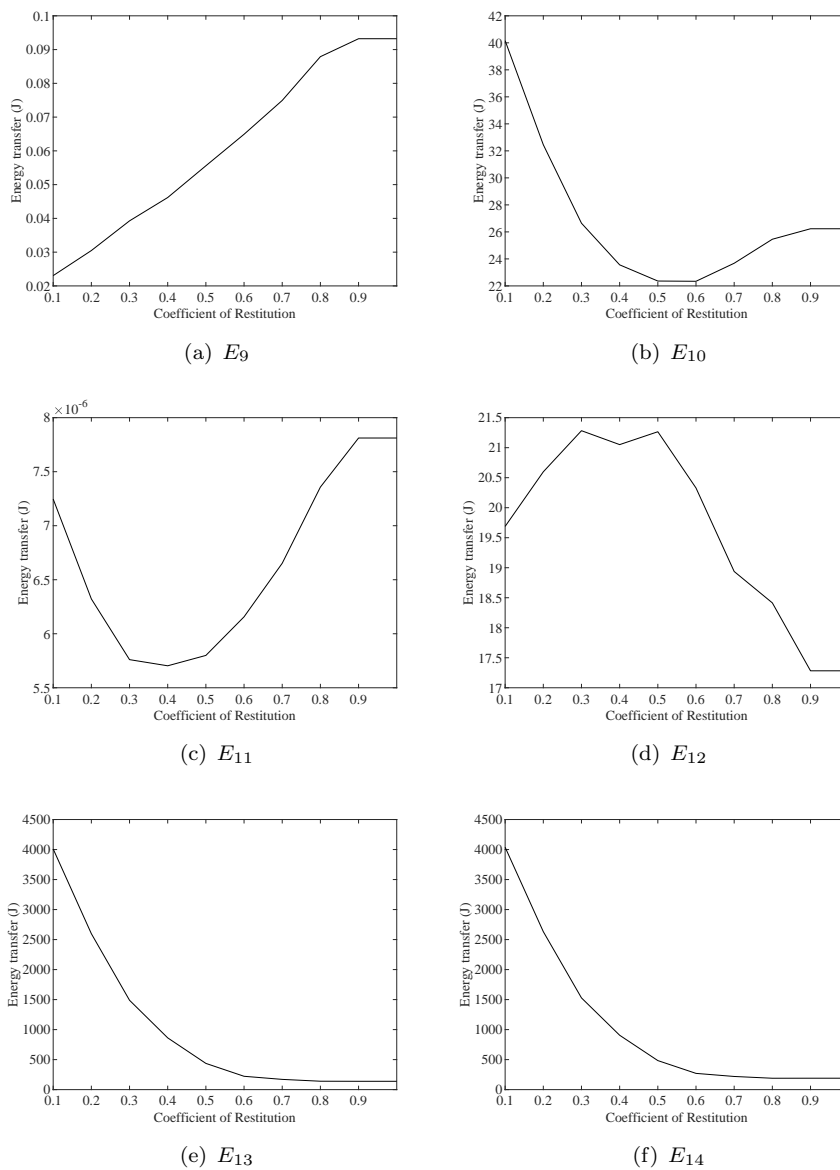 0.1
0.09
0.08
0.07
0.06
0.05
0.04
0.03
0.02
Energy transfer (J)
0.1 0.2 0.3 0.4 0.5 0.6 0.7 0.8 0.9
Coefficient of Restitution
(a) E9
42
40
38
36
34
32
30
28
26
24
22
Energy transfer (J)
0.1 0.2 0.3 0.4 0.5 0.6 0.7 0.8 0.9
Coefficient of Restitution
(b) E10
×10-6
8
7.5
7
6.5
6
5.5
Energy transfer (J)
0.1 0.2 0.3 0.4 0.5 0.6 0.7 0.8 0.9
Coefficient of Restitution
(c) E11
21.5
21
20.5
20
19.5
19
18.5
18
17.5
17
Energy transfer (J)
0.1 0.2 0.3 0.4 0.5 0.6 0.7 0.8 0.9
Coefficient of Restitution
(d) E12
4500
4000
3500
3000
2500
2000
1500
1000
500
0
Energy transfer (J)
0.1 0.2 0.3 0.4 0.5 0.6 0.7 0.8 0.9
Coefficient of Restitution
(e) E13
4500
4000
3500
3000
2500
2000
1500
1000
500
0
Energy transfer (J)
0.1 0.2 0.3 0.4 0.5 0.6 0.7 0.8 0.9
Coefficient of Restitution
(f) E14